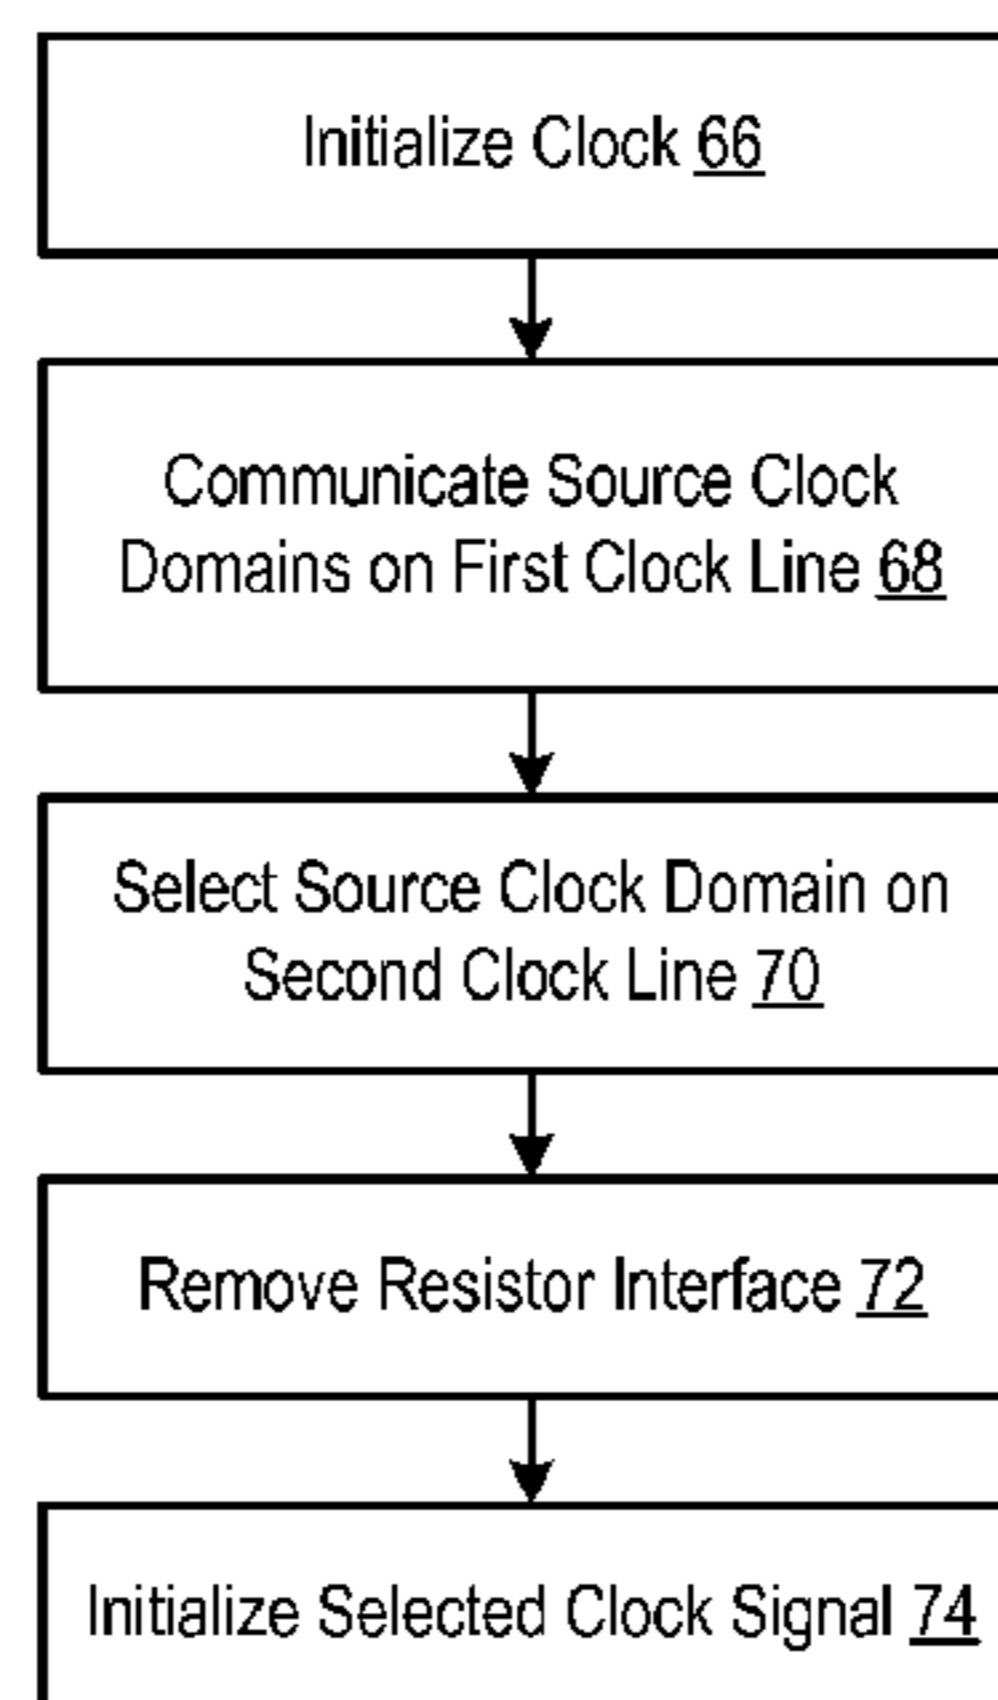 Initialize Clock 66
Communicate Source Clock
Domains on First Clock Line 68
Select Source Clock Domain on
Second Clock Line 70
Remove Resistor Interface 72
Initialize Selected Clock Signal 74